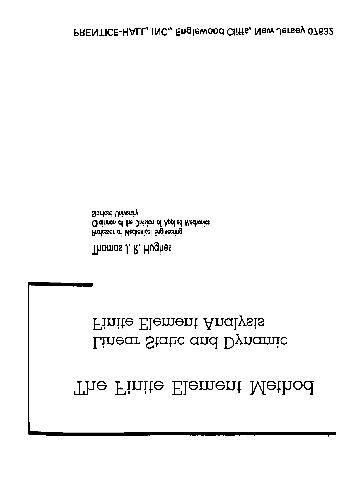 The Finite Element Method
Linear Static and Dynamic
Finite Element Analysis
Thomas J. R. Hughes
Professor of Mechanical Engineering
Chairman of the Division of Applied Mechanics
Stanford University
PRENTICE-HALL, INC., Englewood Cliffs, New Jersey 07632